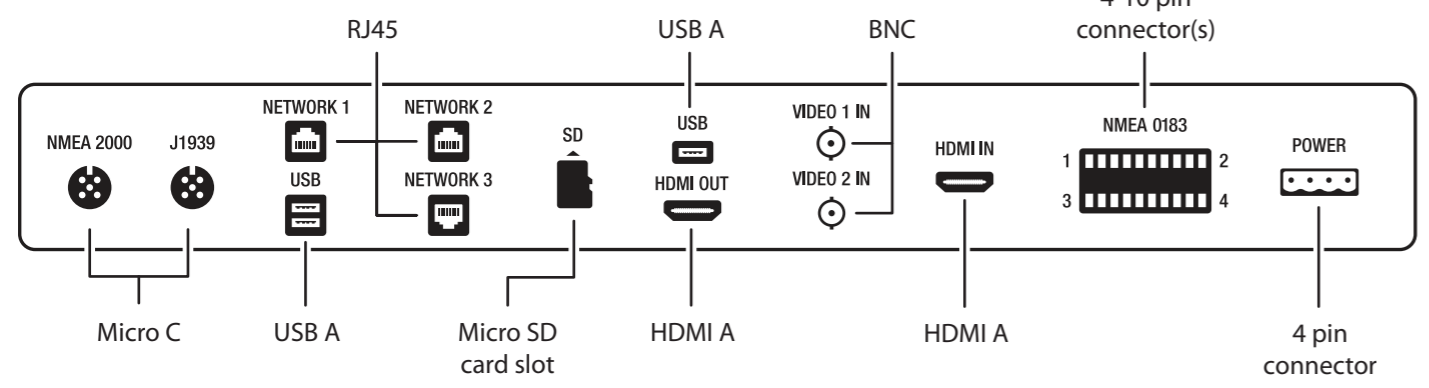 RJ45
USB A
BNC
connector(s)
NETWORK 1
NETWORK 2
NMEA 2000
J1939
USB
NETWORK 3
SD
USB
HDMI OUT
VIDEO 1 IN
VIDEO 2 IN
HDMI IN
NMEA 0183
1
2
3
4
POWER
Micro C
USB A
Micro SD
card slot
HDMI A
HDMI A
4 pin
connector